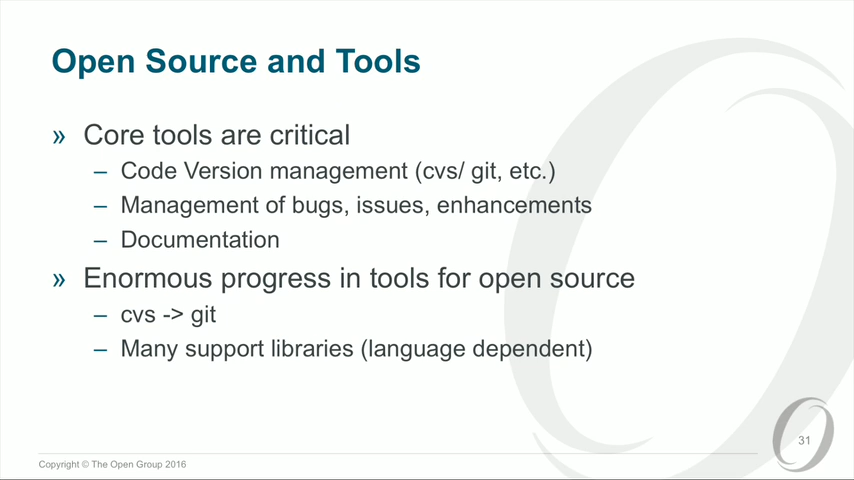 Open Source and Tools
» Core tools are critical
– Code Version management (cvs/ git, etc.)
– Management of bugs, issues, enhancements
– Documentation
» Enormous progress in tools for open source
– cvs -> git
– Many support libraries (language dependent)
31
Copyright © The Open Group 2016